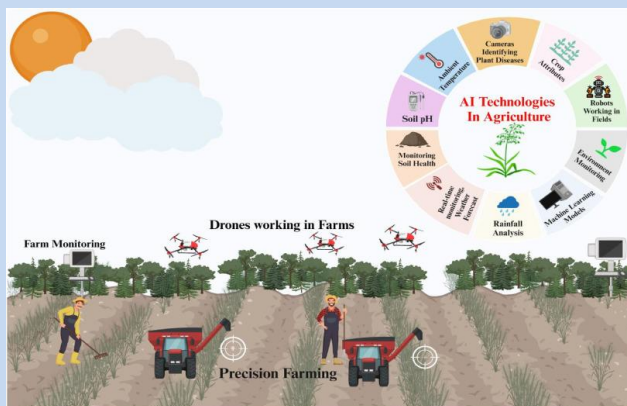 Cameras
Identifying
Plant Diseases
Crop
Attributes
Robots
Working in
Fields
Environment
Monitoring
Machine Learning
Models
Rainfall
Analysis
Real-time
monitoring,
Weather
Forecast
Monitoring
Soil Health
Soil pH
Ambient
Temperature
AI Technologies
In Agriculture
Drones working in Farms
Farm Monitoring
Precision Farming